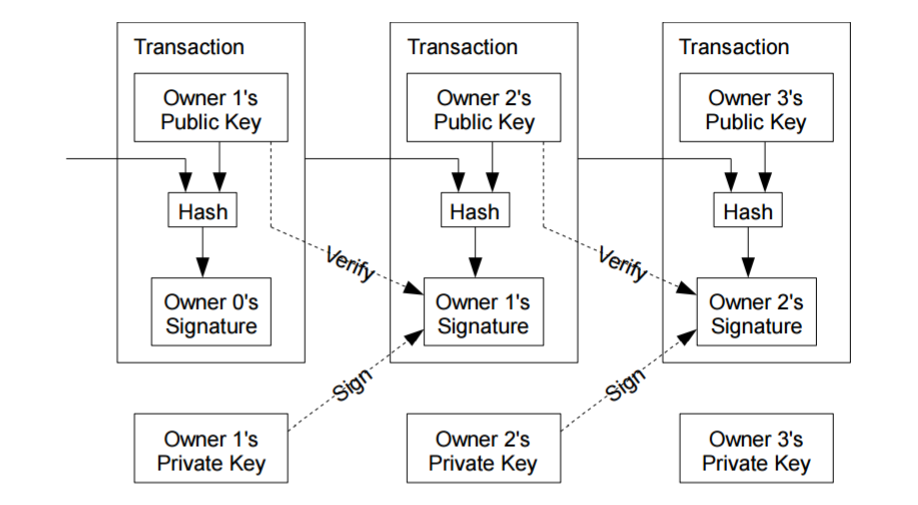 Transaction
Transaction
Transaction
Owner 1's
Public Key
Owner 2's
Public Key
Owner 3's
Public Key
Hash
Hash
Hash
Verify
Verify
Owner 0's
Signature
Owner 1's
Signature
Owner 2's
Signature
Sign
Sign
Owner 1's
Private Key
Owner 2's
Private Key
Owner 3's
Private Key